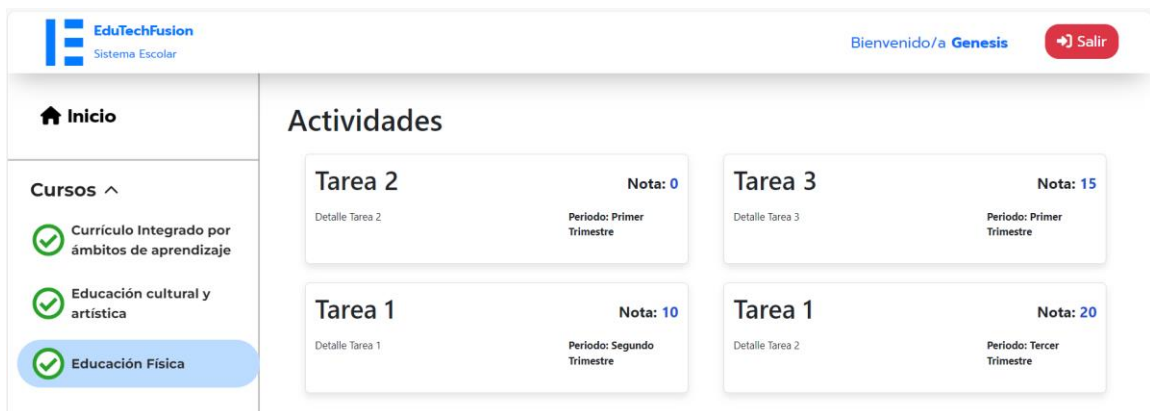 EduTechFusion
Sistema Escolar
Bienvenido/a Genesis
Salir
Inicio
Cursos
Currículo Integrado por
ámbitos de aprendizaje
Educación cultural y
artística
Educación Física
Actividades
Tarea 2
Nota: 0
Detalle Tarea 2
Periodo: Primer
Trimestre
Tarea 3
Nota: 15
Detalle Tarea 3
Periodo: Primer
Trimestre
Tarea 1
Nota: 10
Detalle Tarea 1
Periodo: Segundo
Trimestre
Tarea 1
Nota: 20
Detalle Tarea 2
Periodo: Tercer
Trimestre